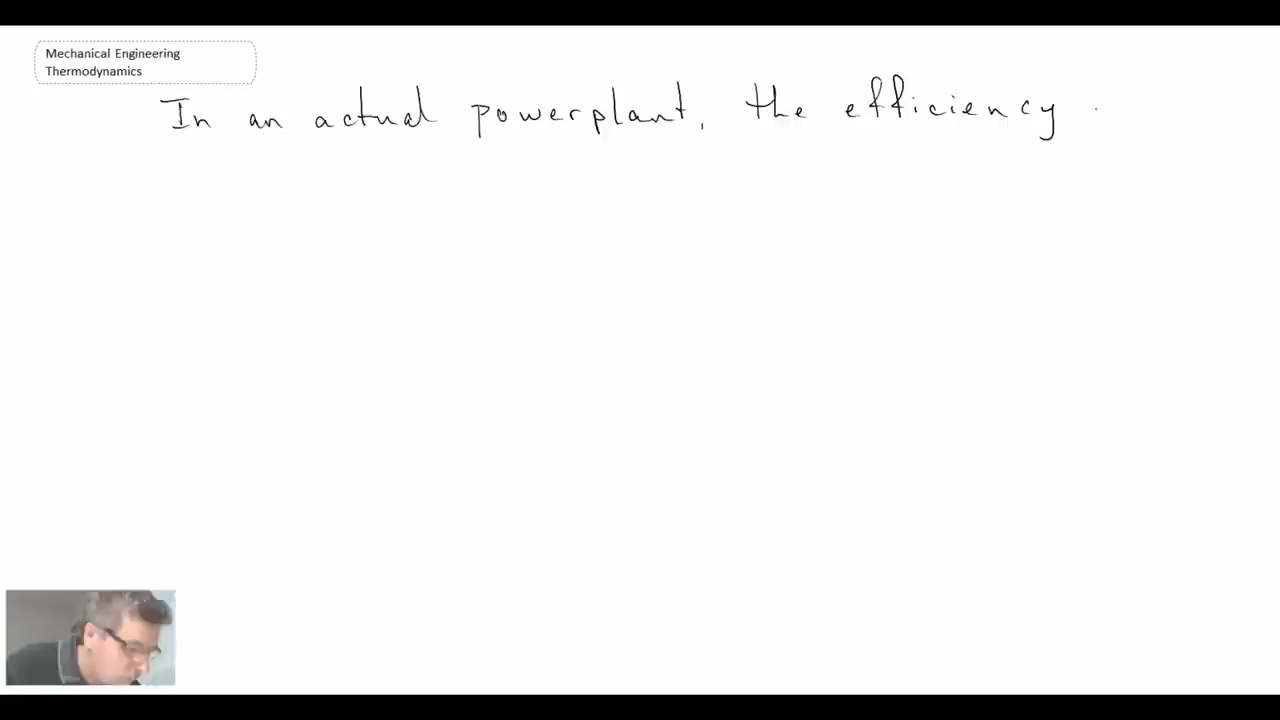 Mechanical Engineering
Thermodynamics
In an actual powerplant, the efficiency